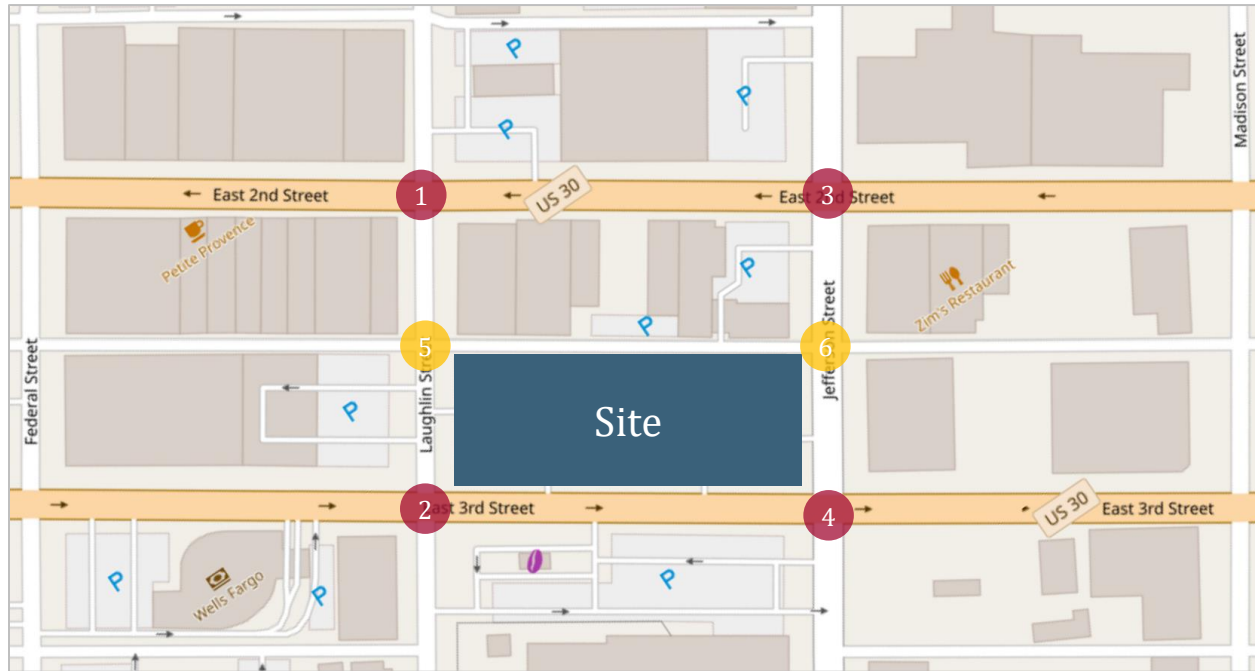 P
P
P
Madison Street
East 2nd Street
1
US 30
East 2nd Street
3
Petite Provence
P
P
Zim's Restaurant
Federal Street
Laughlin Street
5
6
Jefferson Street
P
Site
2
East 3rd Street
4
US 30
East 3rd Street
P
Wells Fargo
P
P